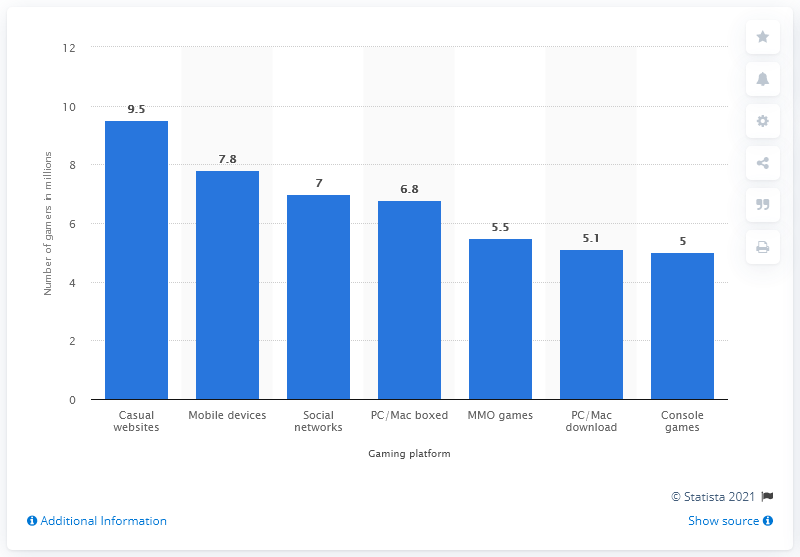 12
10
8
6
4
2
0
Number of gamers in millions
9.5
7.8
7
6.8
5.5
5.1
5
Casual
websites
Mobile devices
Social
networks
PC/Mac boxed
MMO games
PC/Mac
download
Console
games
Gaming platform
© Statista 2021
Additional Information
Show source